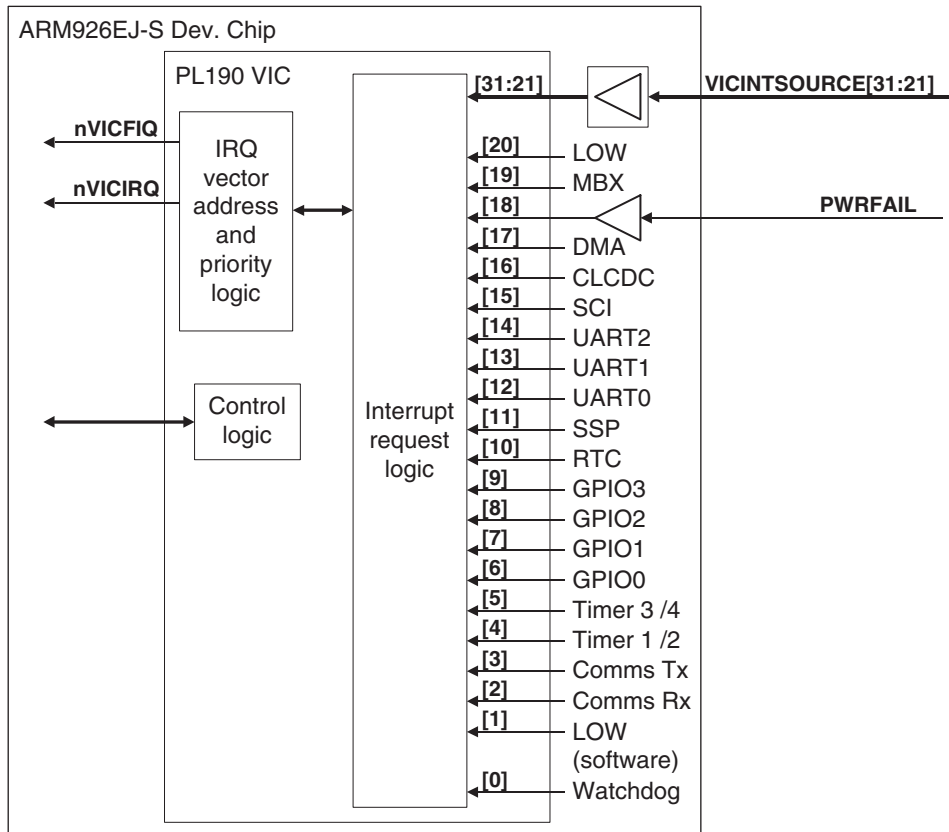 ARM926EJ-S Dev. Chip
PL190 VIC
nVICFIQ
nVICIRQ
IRQ
vector
address
and
priority
logic
Control
logic
Interrupt
request
logic
[31:21]
VICINTSOURCE[31:21]
[20] LOW
[19] MBX
[18] PWRFAIL
[17] DMA
[16] CLCDC
[15] SCI
[14] UART2
[13] UART1
[12] UART0
[11] SSP
[10] RTC
[9] GPIO3
[8] GPIO2
[7] GPIO1
[6] GPIO0
[5] Timer 3 /4
[4] Timer 1 /2
[3] Comms Tx
[2] Comms Rx
[1] LOW
(software)
[0] Watchdog